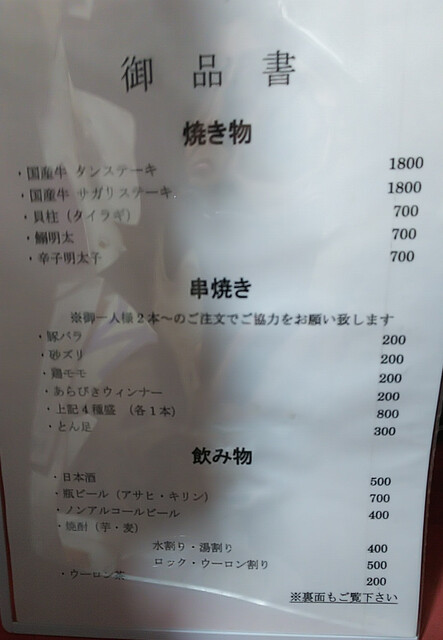 御品書
焼き物
・国産牛 タンステーキ 1800
・国産牛 サガリステーキ 1800
・貝柱（タイラギ） 700
・鰯明太 700
・辛子明太子 700
串焼き
※御一人様2本～のご注文でご協力をお願い致します
・豚バラ 200
・砂ズリ 200
・鶏モモ 200
・あらびきウィンナー 200
・上記4種盛 （各1本） 800
・とん足 300
飲み物
・日本酒 500
・瓶ビール（アサヒ・キリン） 700
・ノンアルコールビール 400
・焼酎（芋・麦）
水割り・湯割り 400
ロック・ウーロン割り 500
・ウーロン茶 200
※裏面もご覧下さい